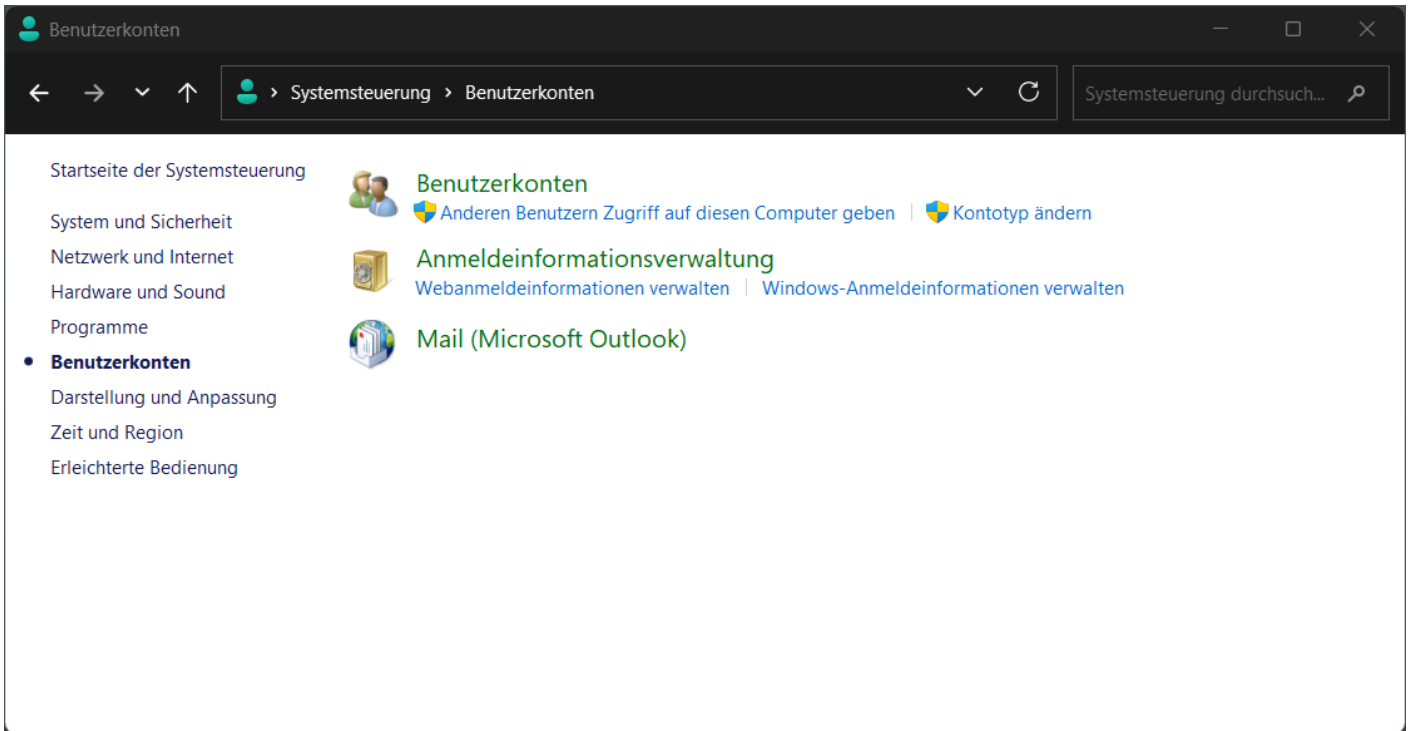 Benutzerkonten
Systemsteuerung > Benutzerkonten
Systemsteuerung durchsuch...
Startseite der Systemsteuerung
System und Sicherheit
Netzwerk und Internet
Hardware und Sound
Programme
Benutzerkonten
Darstellung und Anpassung
Zeit und Region
Erleichterte Bedienung
Benutzerkonten
Anderen Benutzern Zugriff auf diesen Computer geben | Kontotyp ändern
Anmeldeinformationsverwaltung
Webanmeldeinformationen verwalten | Windows-Anmeldeinformationen verwalten
Mail (Microsoft Outlook)